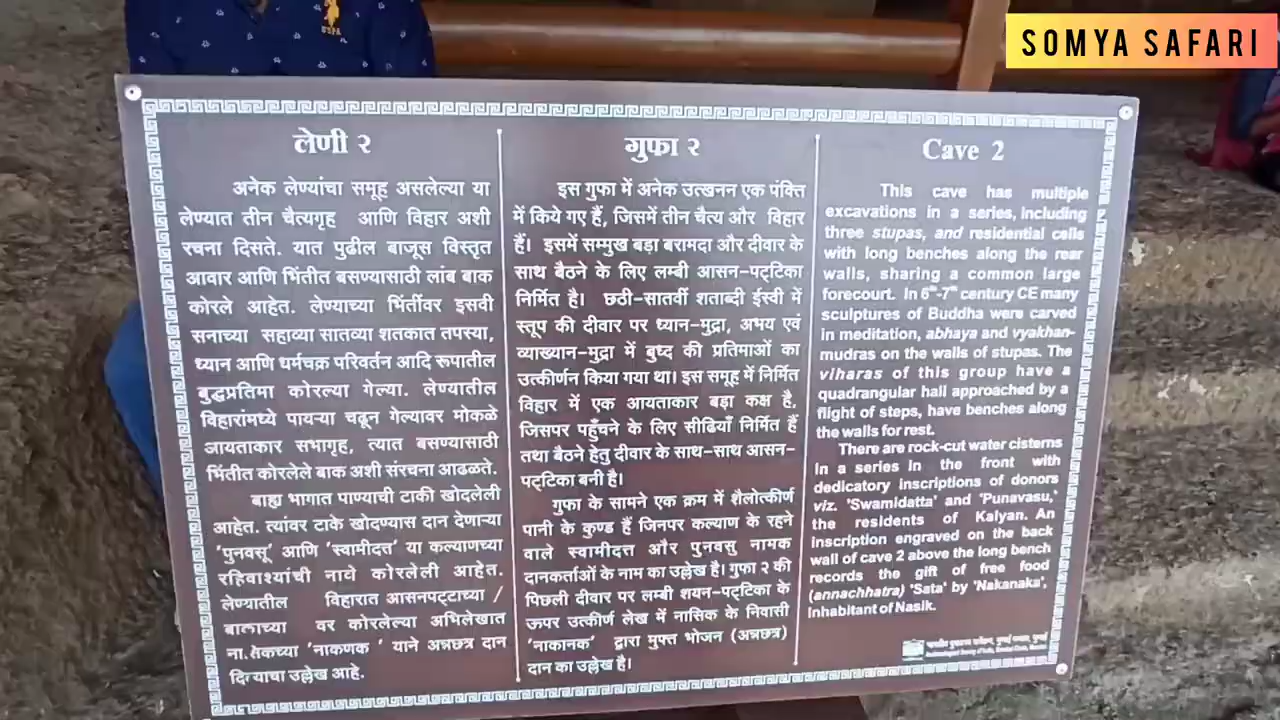 USPA
SOMYA SAFARI
लेणी २
अनेक लेण्यांचा समूह असलेल्या या
लेण्यात तीन चैत्यगृह आणि विहार अशी
रचना दिसते. यात पुढील बाजूस विस्तृत
आवार आणि भिंतीत बसण्यासाठी लांब बाक
कोरले आहेत. लेण्याच्या भिंतीवर इसवी
सनाच्या सहाव्या सातव्या शतकात तपस्या,
ध्यान आणि धर्मचक्र परिवर्तन आदि रूपातील
बुद्धप्रतिमा कोरल्या गेल्या. लेण्यातील
विहारांमध्ये पायऱ्या चढून गेल्यावर मोकळे
आयताकार सभागृह, त्यात बसण्यासाठी
भिंतीत कोरलेले बाक अशी संरचना आढळते.
बाह्य भागात पाण्याची टाकी खोदलेली
आहेत. त्यांवर टाके खोदण्यास दान देणाऱ्या
'पुनवसू' आणि 'स्वामीदत्त' या कल्याणच्या
रहिवाश्यांची नावे कोरलेली आहेत.
लेण्यातील विहारात आसनपट्टाच्या /
बाकाच्या वर कोरलेल्या अभिलेखात
ना.सिकच्या 'नाकणक' याने अन्नछत्र दान
दिल्याचा उल्लेख आहे.
गुफा २
इस गुफा में अनेक उत्खनन एक पंक्ति
में किये गए हैं, जिसमें तीन चैत्य और विहार
हैं। इसमें सम्मुख बड़ा बरामदा और दीवार के
साथ बैठने के लिए लम्बी आसन-पट्टिका
निर्मित है। छठी-सातवीं शताब्दी ईस्वी में
स्तूप की दीवार पर ध्यान-मुद्रा, अभय एवं
व्याख्यान-मुद्रा में बुध्द की प्रतिमाओं का
उत्कीर्णन किया गया था। इस समूह में निर्मित
विहार में एक आयताकार बड़ा कक्ष है,
जिसपर पहुँचने के लिए सीढियाँ निर्मित हैं
तथा बैठने हेतु दीवार के साथ-साथ आसन-
पट्टिका बनी है।
गुफा के सामने एक क्रम में शैलोत्कीर्ण
पानी के कुण्ड हैं जिनपर कल्याण के रहने
वाले स्वामीदत्त और पुनवसु नामक
दानकर्ताओं के नाम का उल्लेख है। गुफा २ की
पिछली दीवार पर लम्बी शयन-पट्टिका के
ऊपर उत्कीर्ण लेख में नासिक के निवासी
'नाकानक' द्वारा मुफ्त भोजन (अन्नछत्र)
दान का उल्लेख है।
Cave 2
This cave has multiple
excavations in a series, including
three stupas, and residential cells
with long benches along the rear
walls, sharing a common large
forecourt. In 6th-7th century CE many
sculptures of Buddha were carved
in meditation, abhaya and vyakhan-
mudras on the walls of stupas. The
viharas of this group have a
quadrangular hall approached by a
flight of steps, have benches along
the walls for rest.
There are rock-cut water cisterns
in a series in the front with
dedicatory inscriptions of donors
viz. 'Swamidatta' and 'Punavasu,'
the residents of Kalyan. An
inscription engraved on the back
wall of cave 2 above the long bench
records the gift of free food
(annachhatra) 'Sata' by 'Nakanaka',
inhabitant of Nasik.